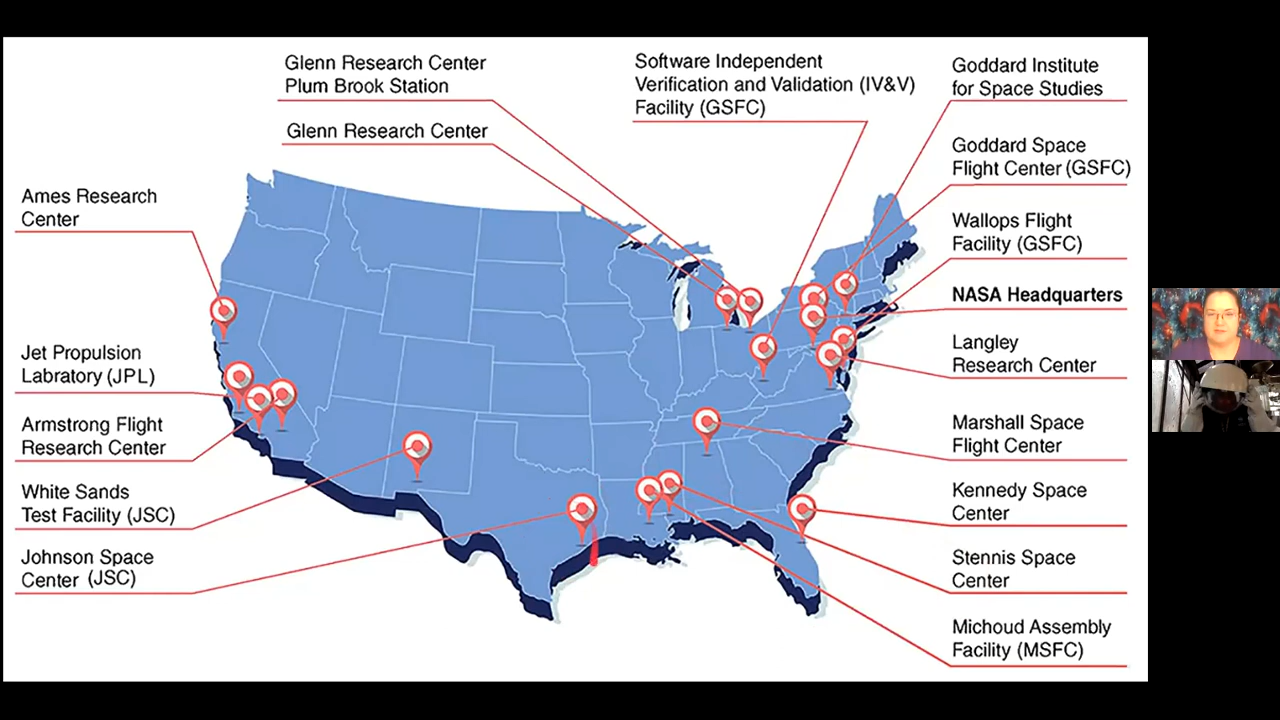 Glenn Research Center
Plum Brook Station
Glenn Research Center
Software Independent
Verification and Validation (IV&V)
Facility (GSFC)
Goddard Institute
for Space Studies
Goddard Space
Flight Center (GSFC)
Wallops Flight
Facility (GSFC)
NASA Headquarters
Langley
Research Center
Marshall Space
Flight Center
Kennedy Space
Center
Stennis Space
Center
Michoud Assembly
Facility (MSFC)
Ames Research
Center
Jet Propulsion
Labratory (JPL)
Armstrong Flight
Research Center
White Sands
Test Facility (JSC)
Johnson Space
Center (JSC)